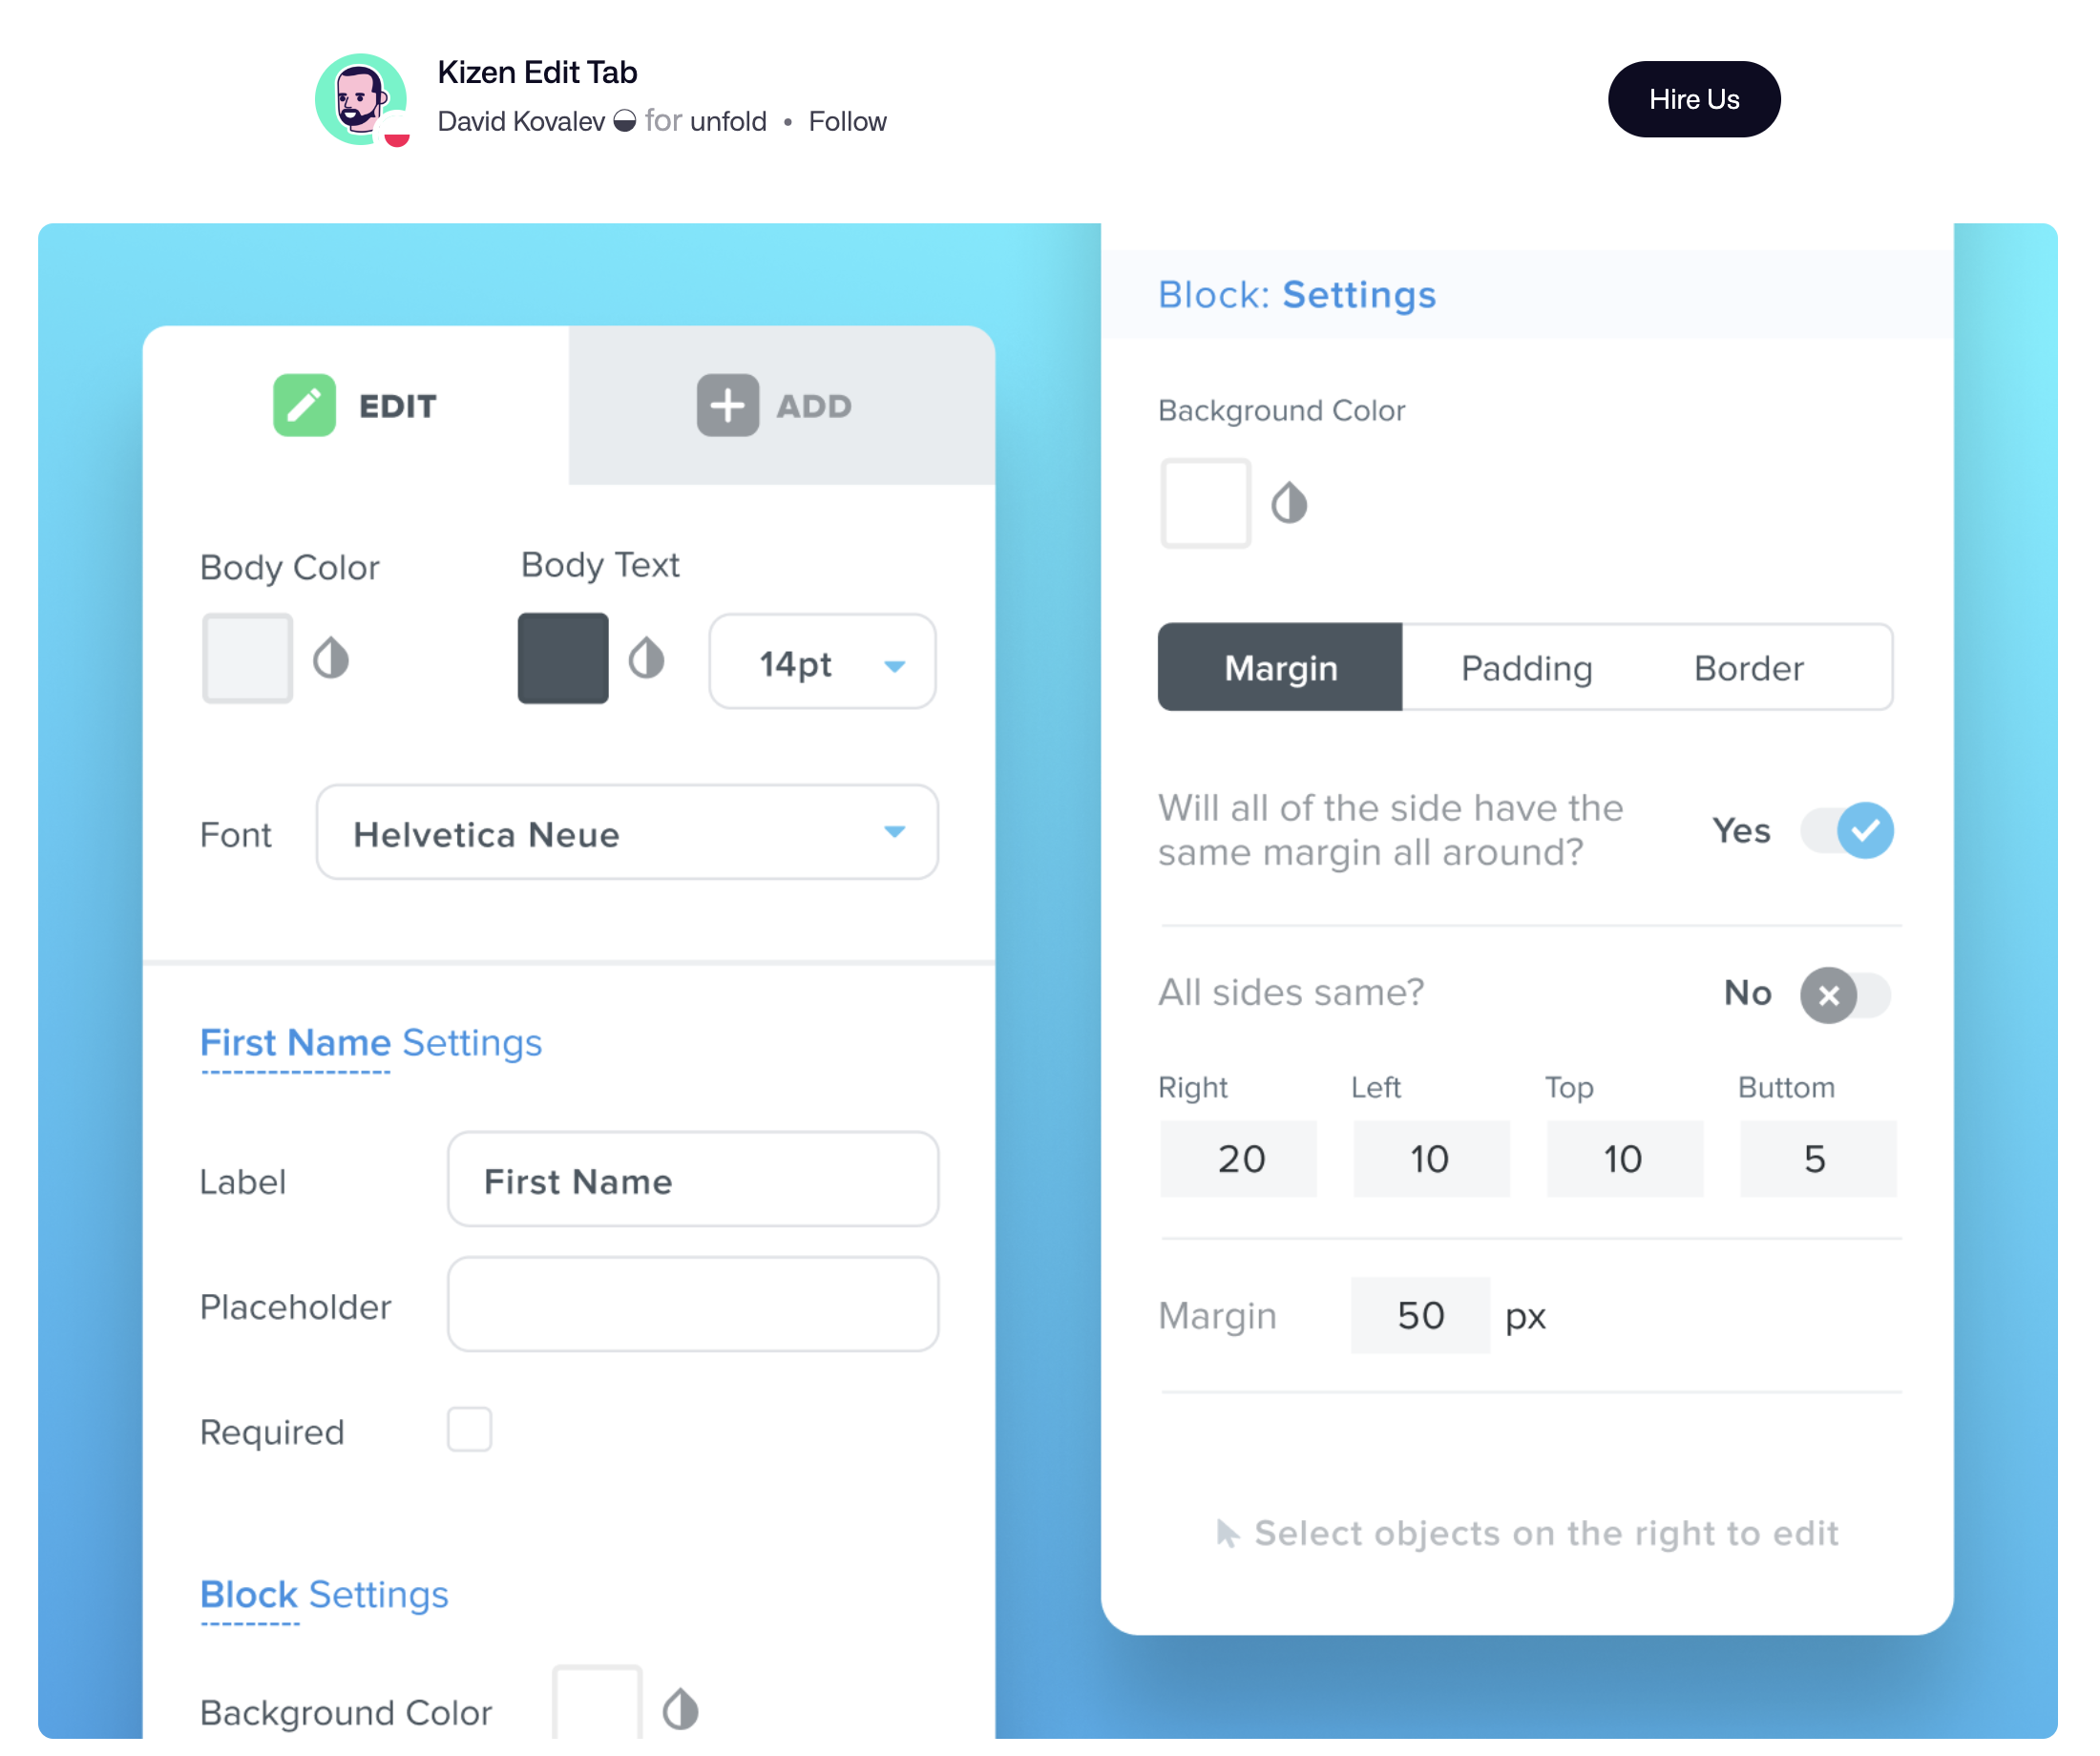 Kizen Edit Tab
David Kovalev for unfold • Follow
Hire Us
EDIT
ADD
Body Color
Body Text
14pt
Font
Helvetica Neue
First Name Settings
Label
First Name
Placeholder
Required
Block Settings
Background Color
Block: Settings
Background Color
Margin
Padding
Border
Will all of the side have the
same margin all around?
Yes
All sides same?
No
Right
Left
Top
Buttom
20
10
10
5
Margin
50
px
Select objects on the right to edit